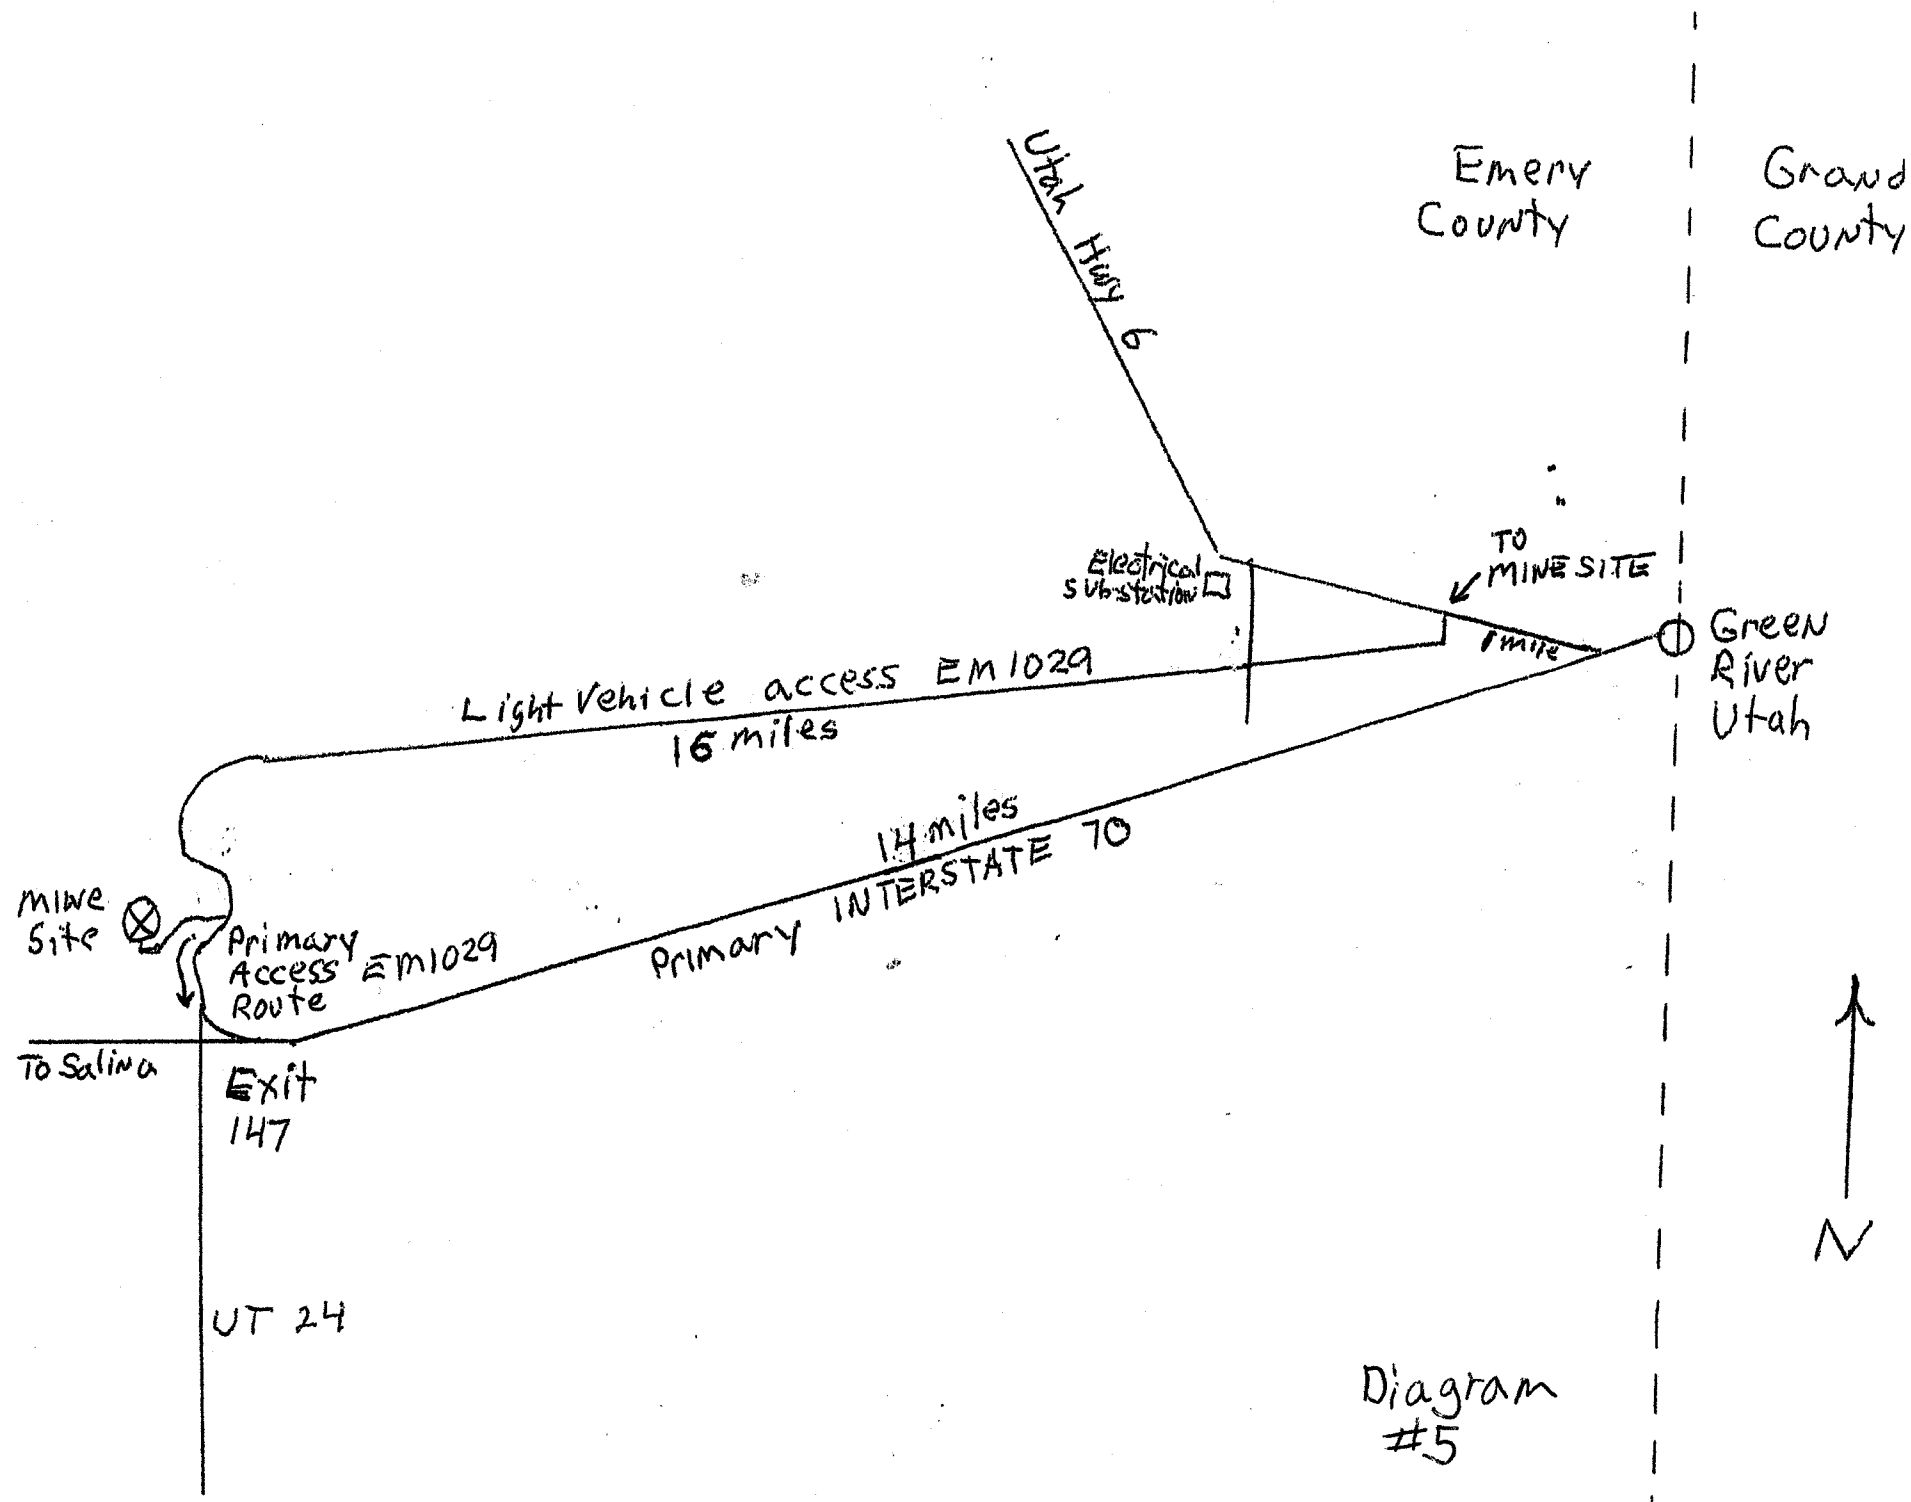 Utah Hwy 6
Emery
County
Grand
County
TO
MINE SITE
Electrical
Substation
1 mile
Green
River
Utah
Light Vehicle access EM 1029
16 miles
14 miles
Primary INTERSTATE 70
Mine
Site
Primary
Access EM1029
Route
To Salina
Exit
147
UT 24
N
Diagram
#5